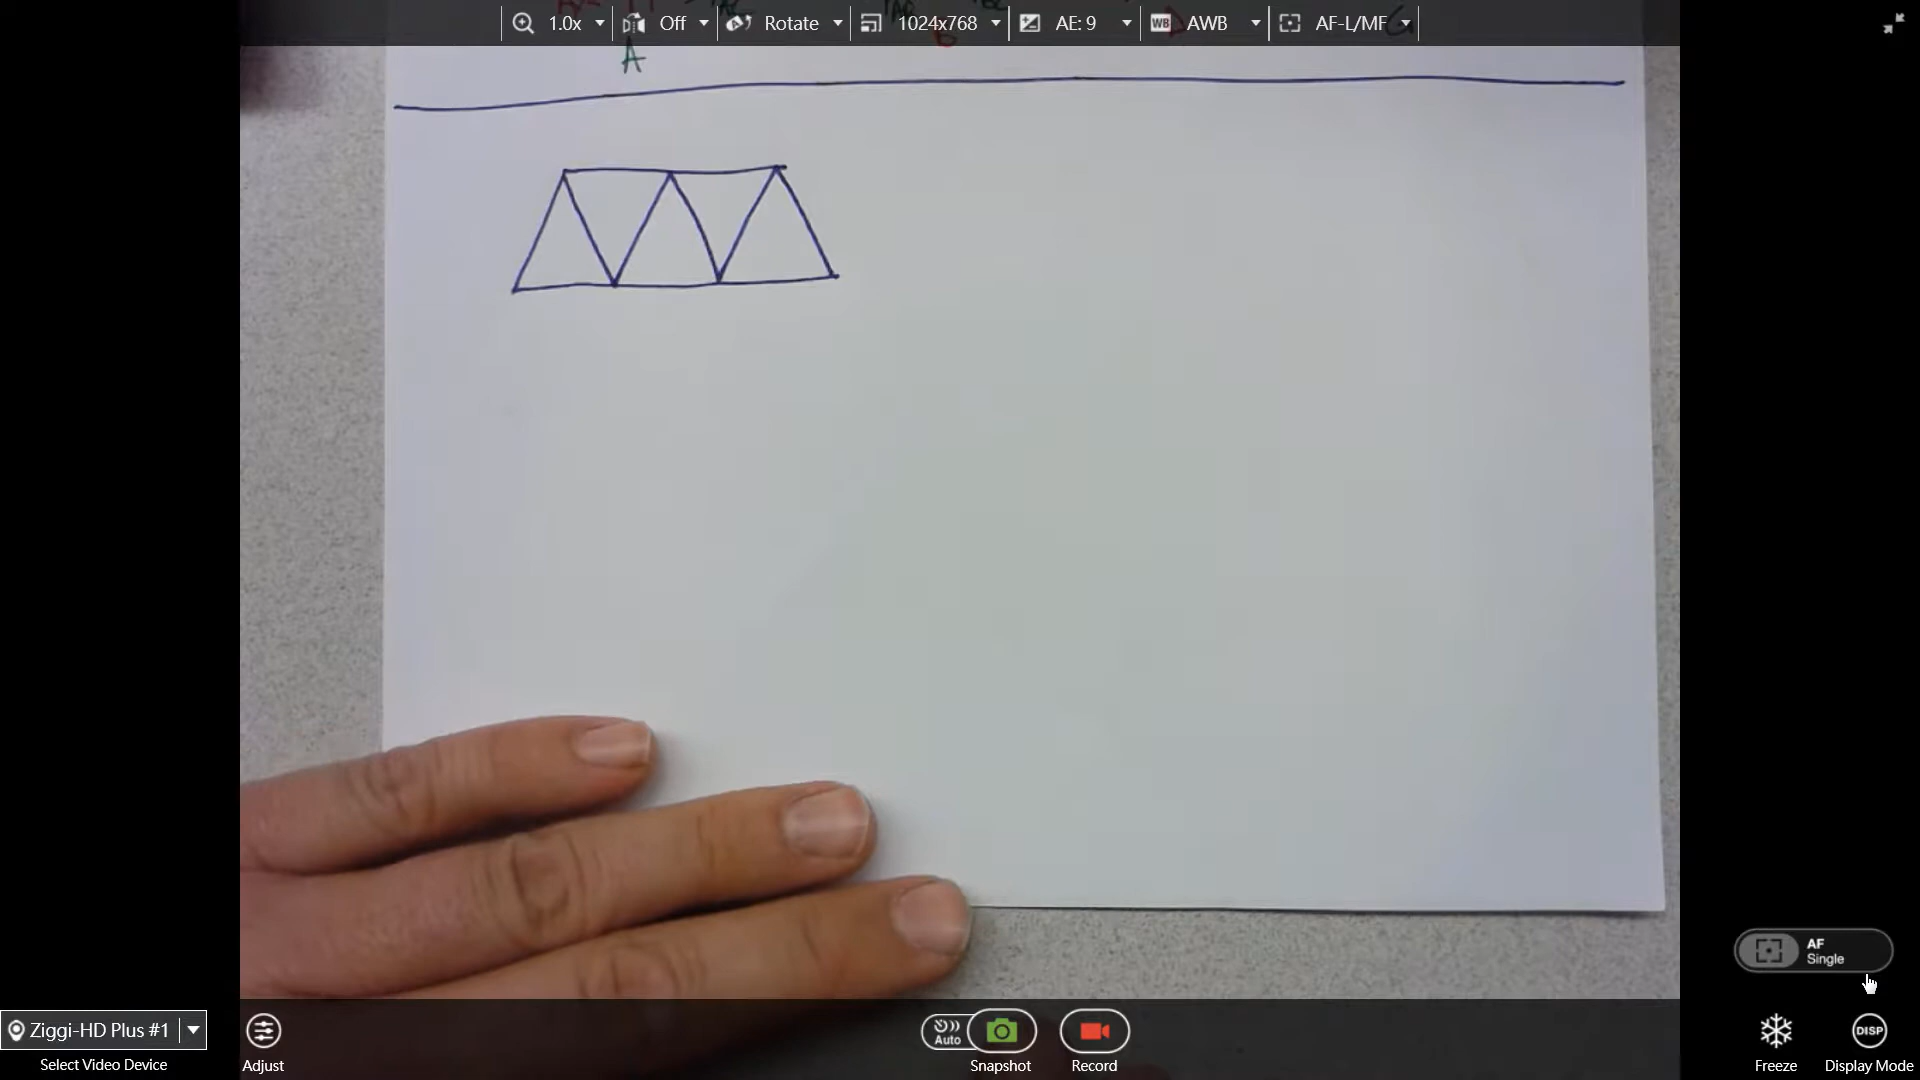 1.0x Off Rotate 1024x768 AE: 9 WB AWB AF-L/MF
A
AF
Single
Ziggi-HD Plus #1
Select Video Device
Adjust
Auto
Snapshot
Record
Freeze
DISP
Display Mode